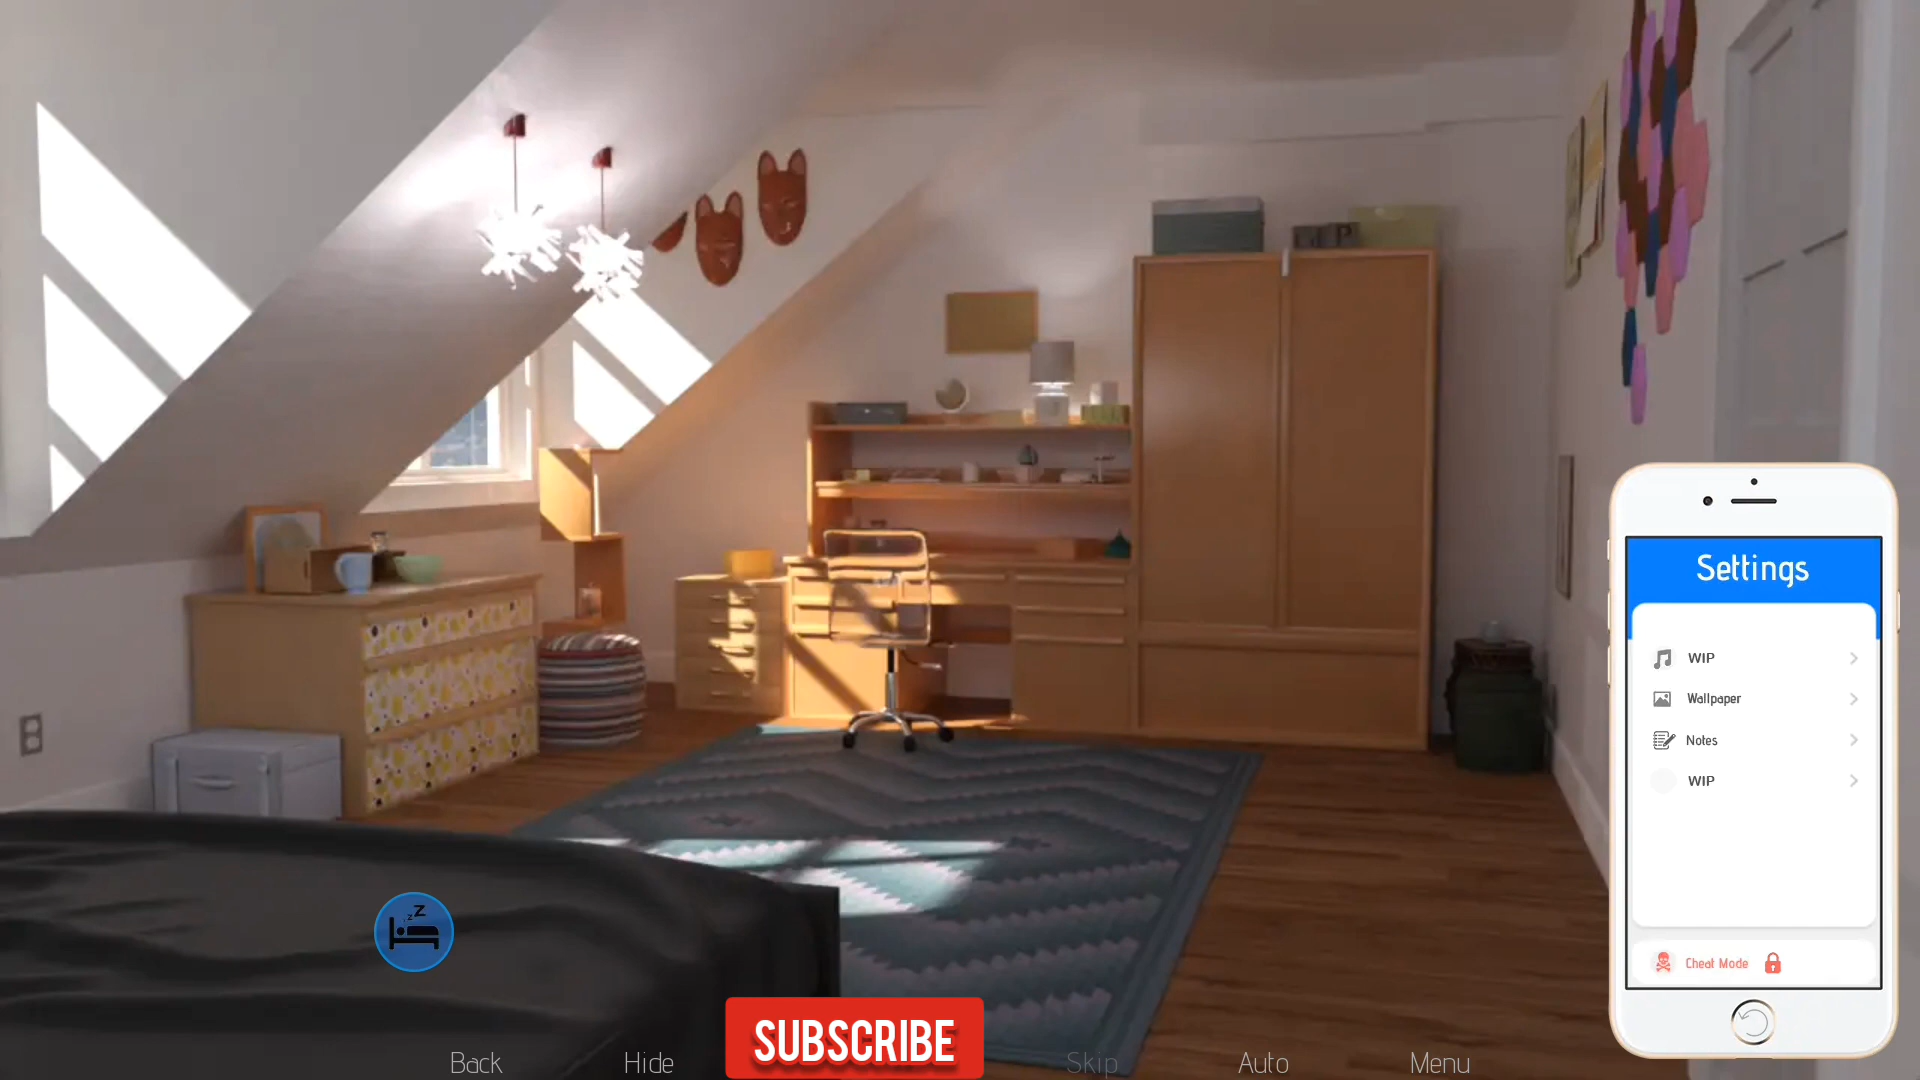 Settings
WIP
Wallpaper
Notes
WIP
Cheat Mode
SUBSCRIBE
Back
Hide
Skip
Auto
Menu